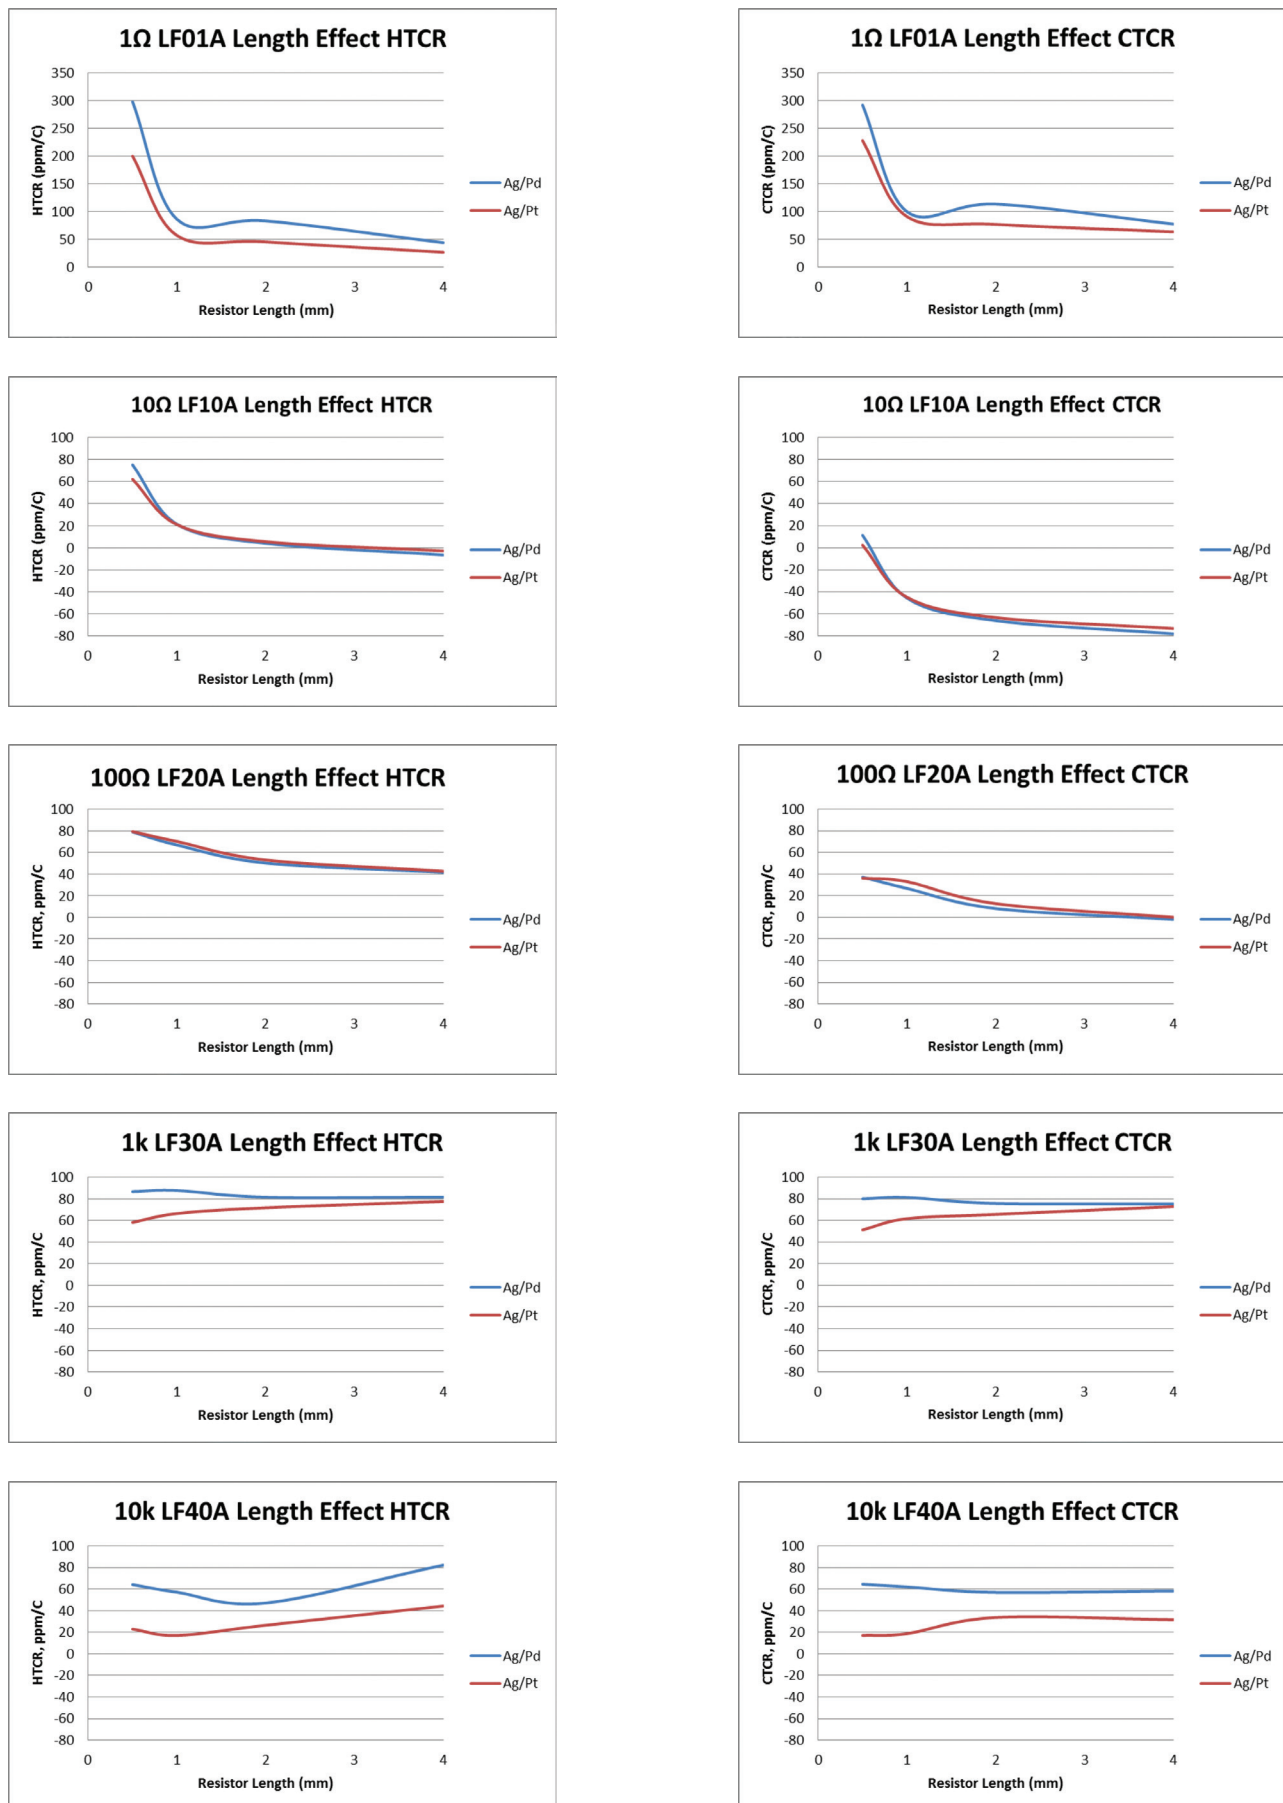 1Ω LF01A Length Effect HTCR
350
300
250
200
150
100
50
0
HTCR (ppm/C)
0 1 2 3 4
Resistor Length (mm)
Ag/Pd
Ag/Pt
1Ω LF01A Length Effect CTCR
350
300
250
200
150
100
50
0
CTCR (ppm/C)
0 1 2 3 4
Resistor Length (mm)
Ag/Pd
Ag/Pt
10Ω LF10A Length Effect HTCR
100
80
60
40
20
0
-20
-40
-60
-80
HTCR (ppm/C)
0 1 2 3 4
Resistor Length (mm)
Ag/Pd
Ag/Pt
10Ω LF10A Length Effect CTCR
100
80
60
40
20
0
-20
-40
-60
-80
CTCR (ppm/C)
0 1 2 3 4
Resistor Length (mm)
Ag/Pd
Ag/Pt
100Ω LF20A Length Effect HTCR
100
80
60
40
20
0
-20
-40
-60
-80
HTCR, ppm/C
0 1 2 3 4
Resistor Length (mm)
Ag/Pd
Ag/Pt
100Ω LF20A Length Effect CTCR
100
80
60
40
20
0
-20
-40
-60
-80
CTCR, ppm/C
0 1 2 3 4
Resistor Length (mm)
Ag/Pd
Ag/Pt
1k LF30A Length Effect HTCR
100
80
60
40
20
0
-20
-40
-60
-80
HTCR, ppm/C
0 1 2 3 4
Resistor Length (mm)
Ag/Pd
Ag/Pt
1k LF30A Length Effect CTCR
100
80
60
40
20
0
-20
-40
-60
-80
CTCR, ppm/C
0 1 2 3 4
Resistor Length (mm)
Ag/Pd
Ag/Pt
10k LF40A Length Effect HTCR
100
80
60
40
20
0
-20
-40
-60
-80
HTCR, ppm/C
0 1 2 3 4
Resistor Length (mm)
Ag/Pd
Ag/Pt
10k LF40A Length Effect CTCR
100
80
60
40
20
0
-20
-40
-60
-80
CTCR, ppm/C
0 1 2 3 4
Resistor Length (mm)
Ag/Pd
Ag/Pt